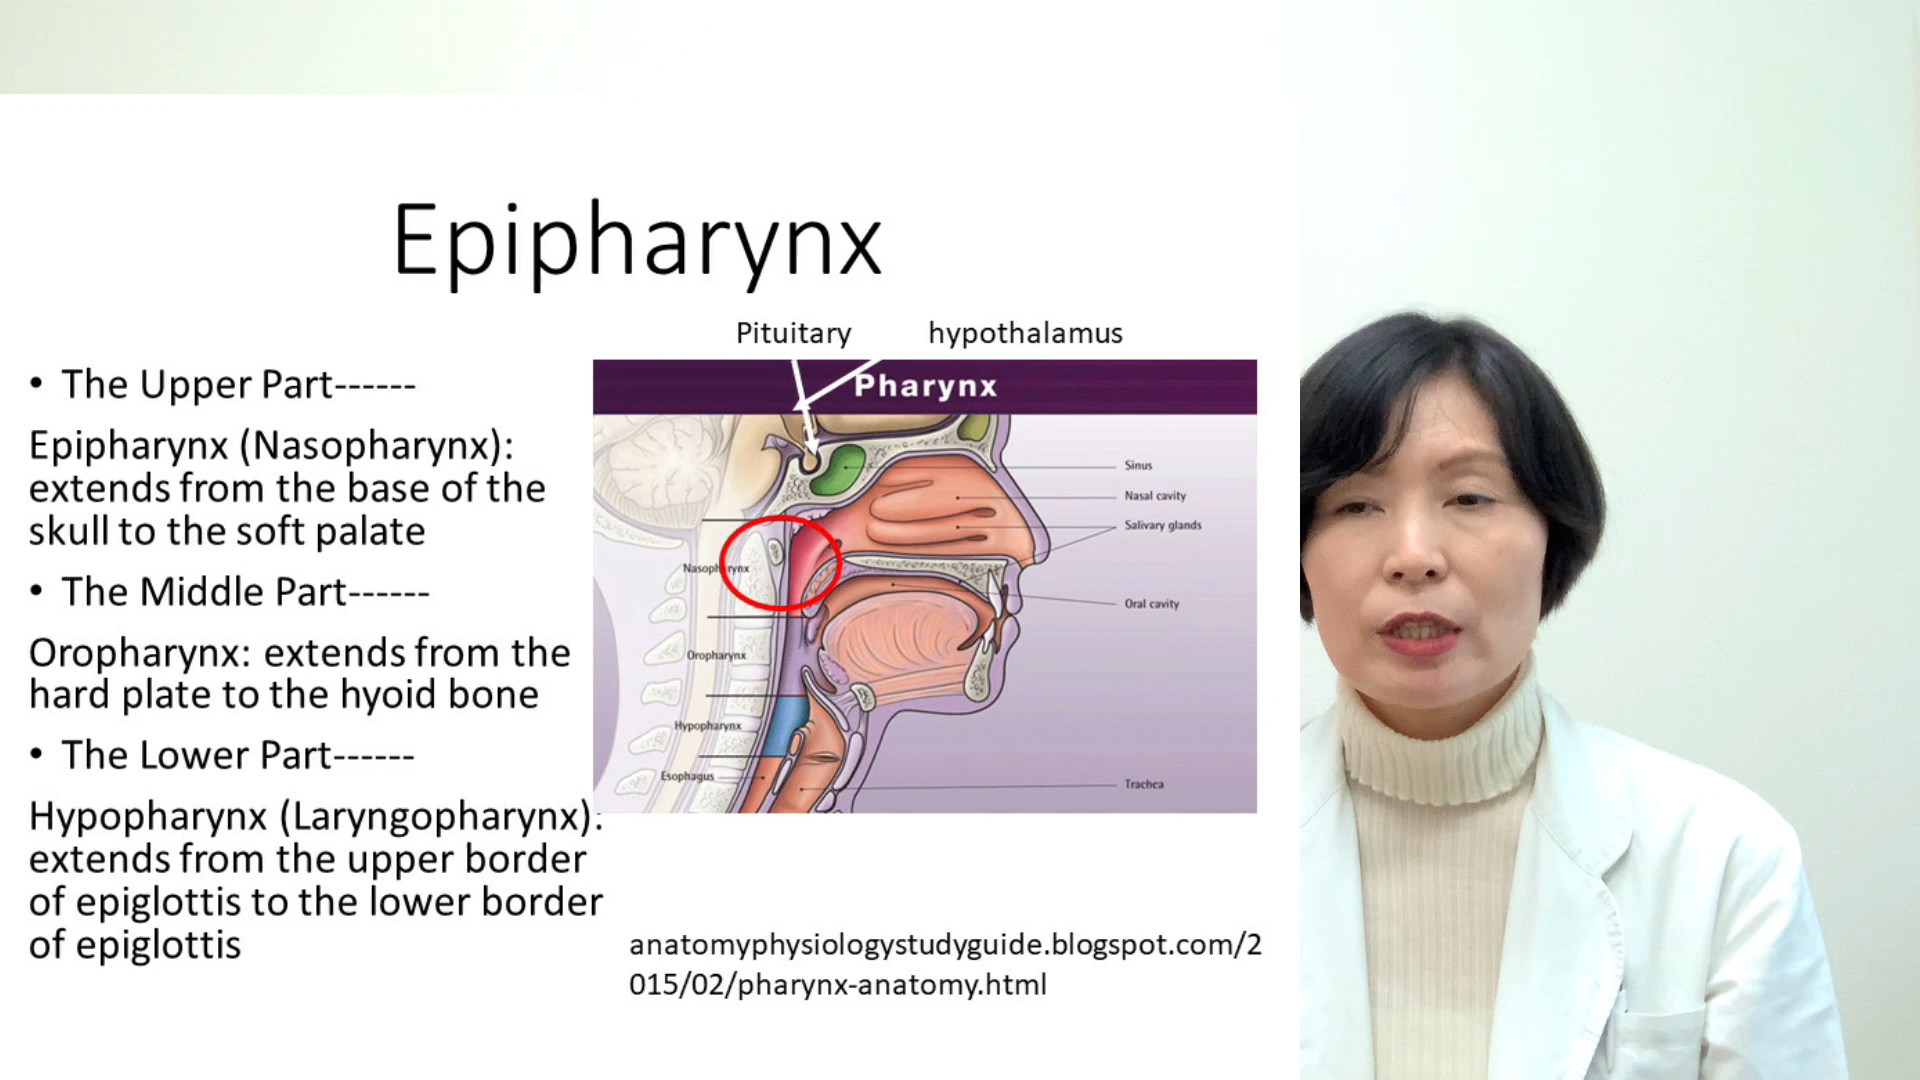 Epipharynx
• The Upper Part------
Epipharynx (Nasopharynx):
extends from the base of the
skull to the soft palate
• The Middle Part------
Oropharynx: extends from the
hard plate to the hyoid bone
• The Lower Part------
Hypopharynx (Laryngopharynx):
extends from the upper border
of epiglottis to the lower border
of epiglottis
Pituitary hypothalamus
Pharynx
Sinus
Nasal cavity
Salivary glands
Nasopharynx
Oral cavity
Oropharynx
Hypopharynx
Esophagus
Trachea
anatomyphysiologystudyguide.blogspot.com/2
015/02/pharynx-anatomy.html